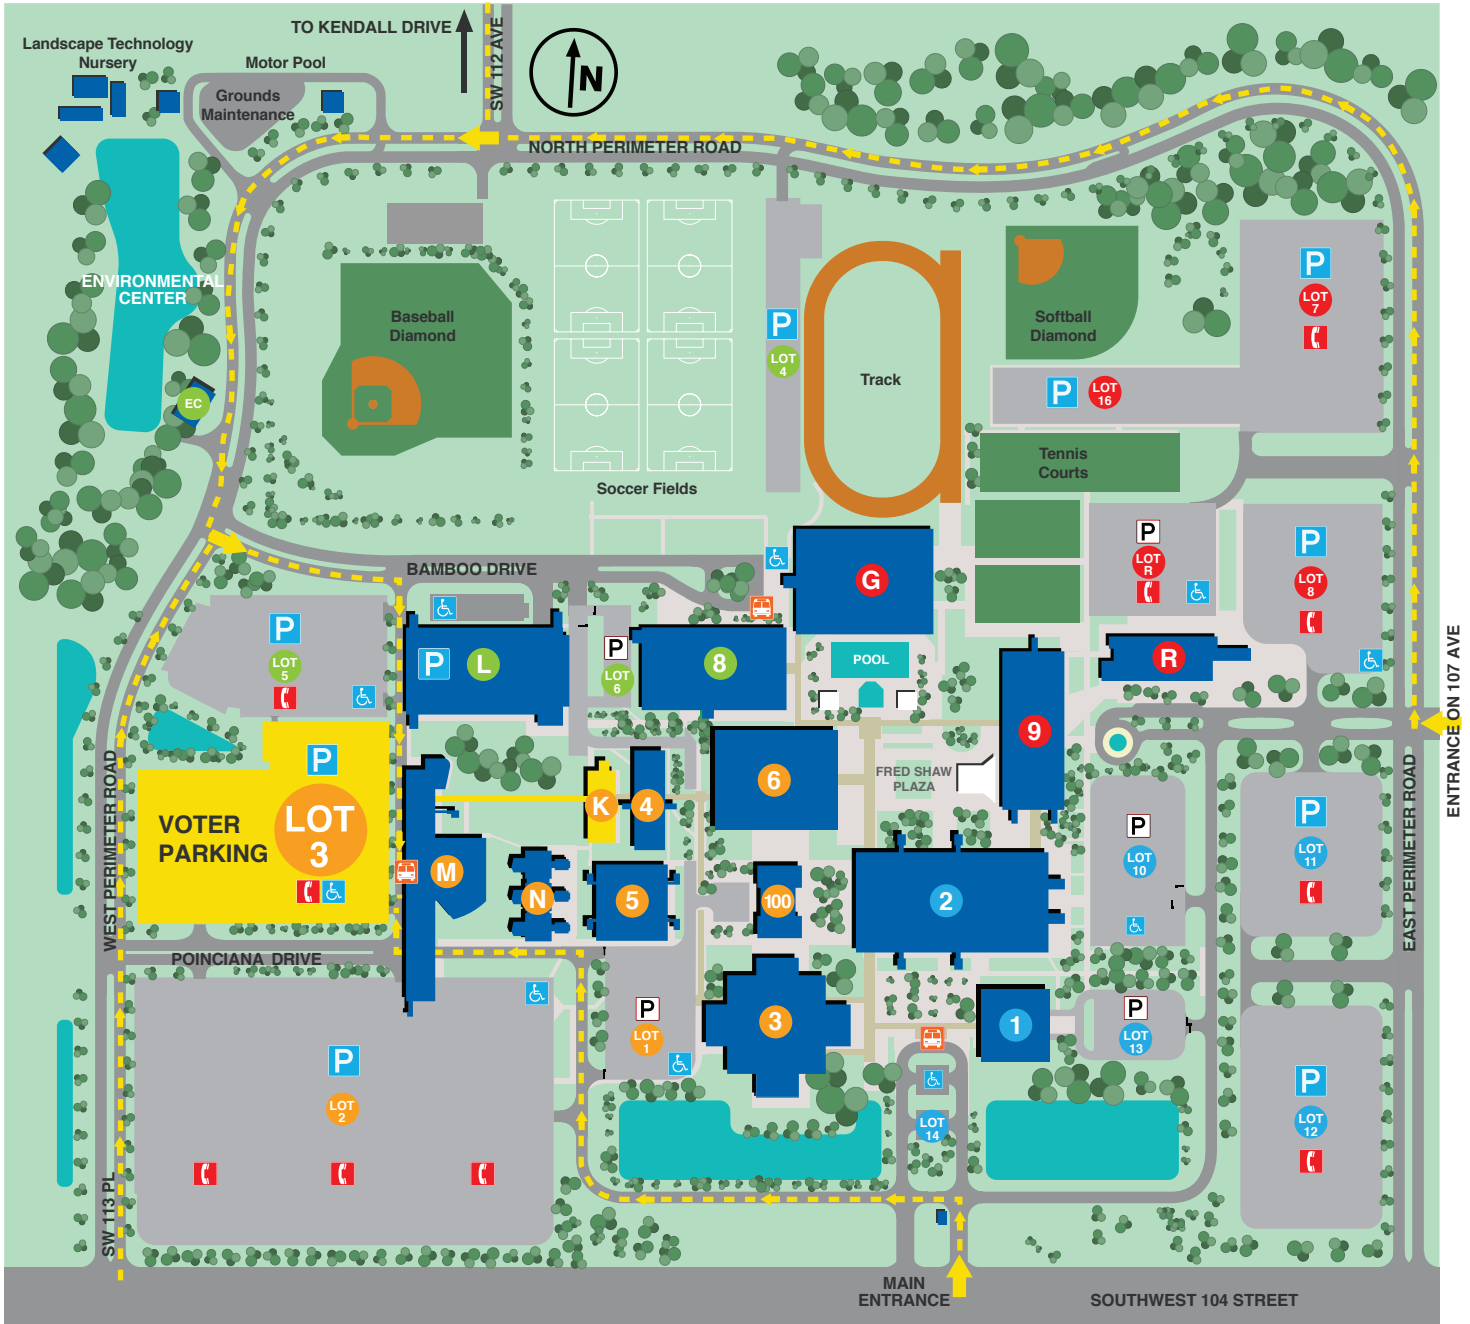 TO KENDALL DRIVE
SW 112 AVE
N
Landscape Technology
Nursery
Motor Pool
Grounds
Maintenance
NORTH PERIMETER ROAD
ENVIRONMENTAL
CENTER
EC
Baseball
Diamond
Soccer Fields
P
LOT
4
Track
Softball
Diamond
P
LOT
7
P
LOT
16
Tennis
Courts
P
LOT
R
P
LOT
8
BAMBOO DRIVE
G
P
LOT
5
P
L
P
LOT
6
8
POOL
R
9
ENTRANCE ON 107 AVE
WEST PERIMETER ROAD
P
VOTER
PARKING
LOT
3
K
4
6
FRED SHAW
PLAZA
P
LOT
10
P
LOT
11
EAST PERIMETER ROAD
M
N
5
100
2
POINCIANA DRIVE
P
LOT
2
P
LOT
1
3
1
P
LOT
13
P
LOT
12
LOT
14
SW 113 PL
MAIN
ENTRANCE
SOUTHWEST 104 STREET